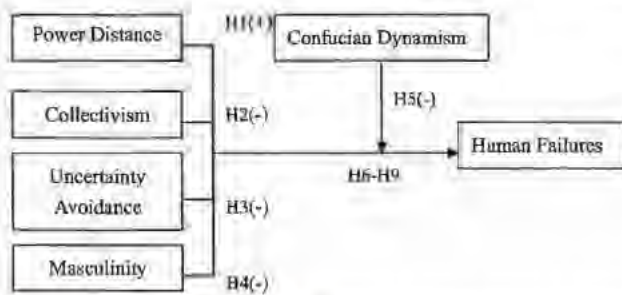 Power Distance
H1(+)
Confucian Dynamism
Collectivism
H2(-)
H5(-)
Human Failures
Uncertainty
Avoidance
H6-H9
H3(-)
Masculinity
H4(-)